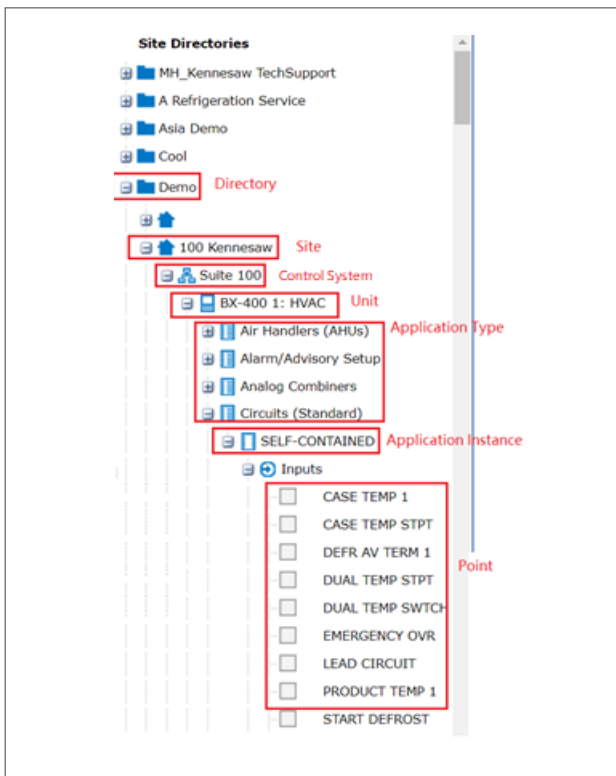 Site Directories
MH_Kennesaw TechSupport
A Refrigeration Service
Asia Demo
Cool
Demo Directory
100 Kennesaw Site
Suite 100 Control System
BX-400 1: HVAC Unit
Air Handlers (AHUs) Application Type
Alarm/Advisory Setup
Analog Combiners
Circuits (Standard)
SELF-CONTAINED Application Instance
Inputs
CASE TEMP 1
CASE TEMP STPT
DEFR AV TERM 1
Point
DUAL TEMP STPT
DUAL TEMP SWTCH
EMERGENCY OVR
LEAD CIRCUIT
PRODUCT TEMP 1
START DEFROST